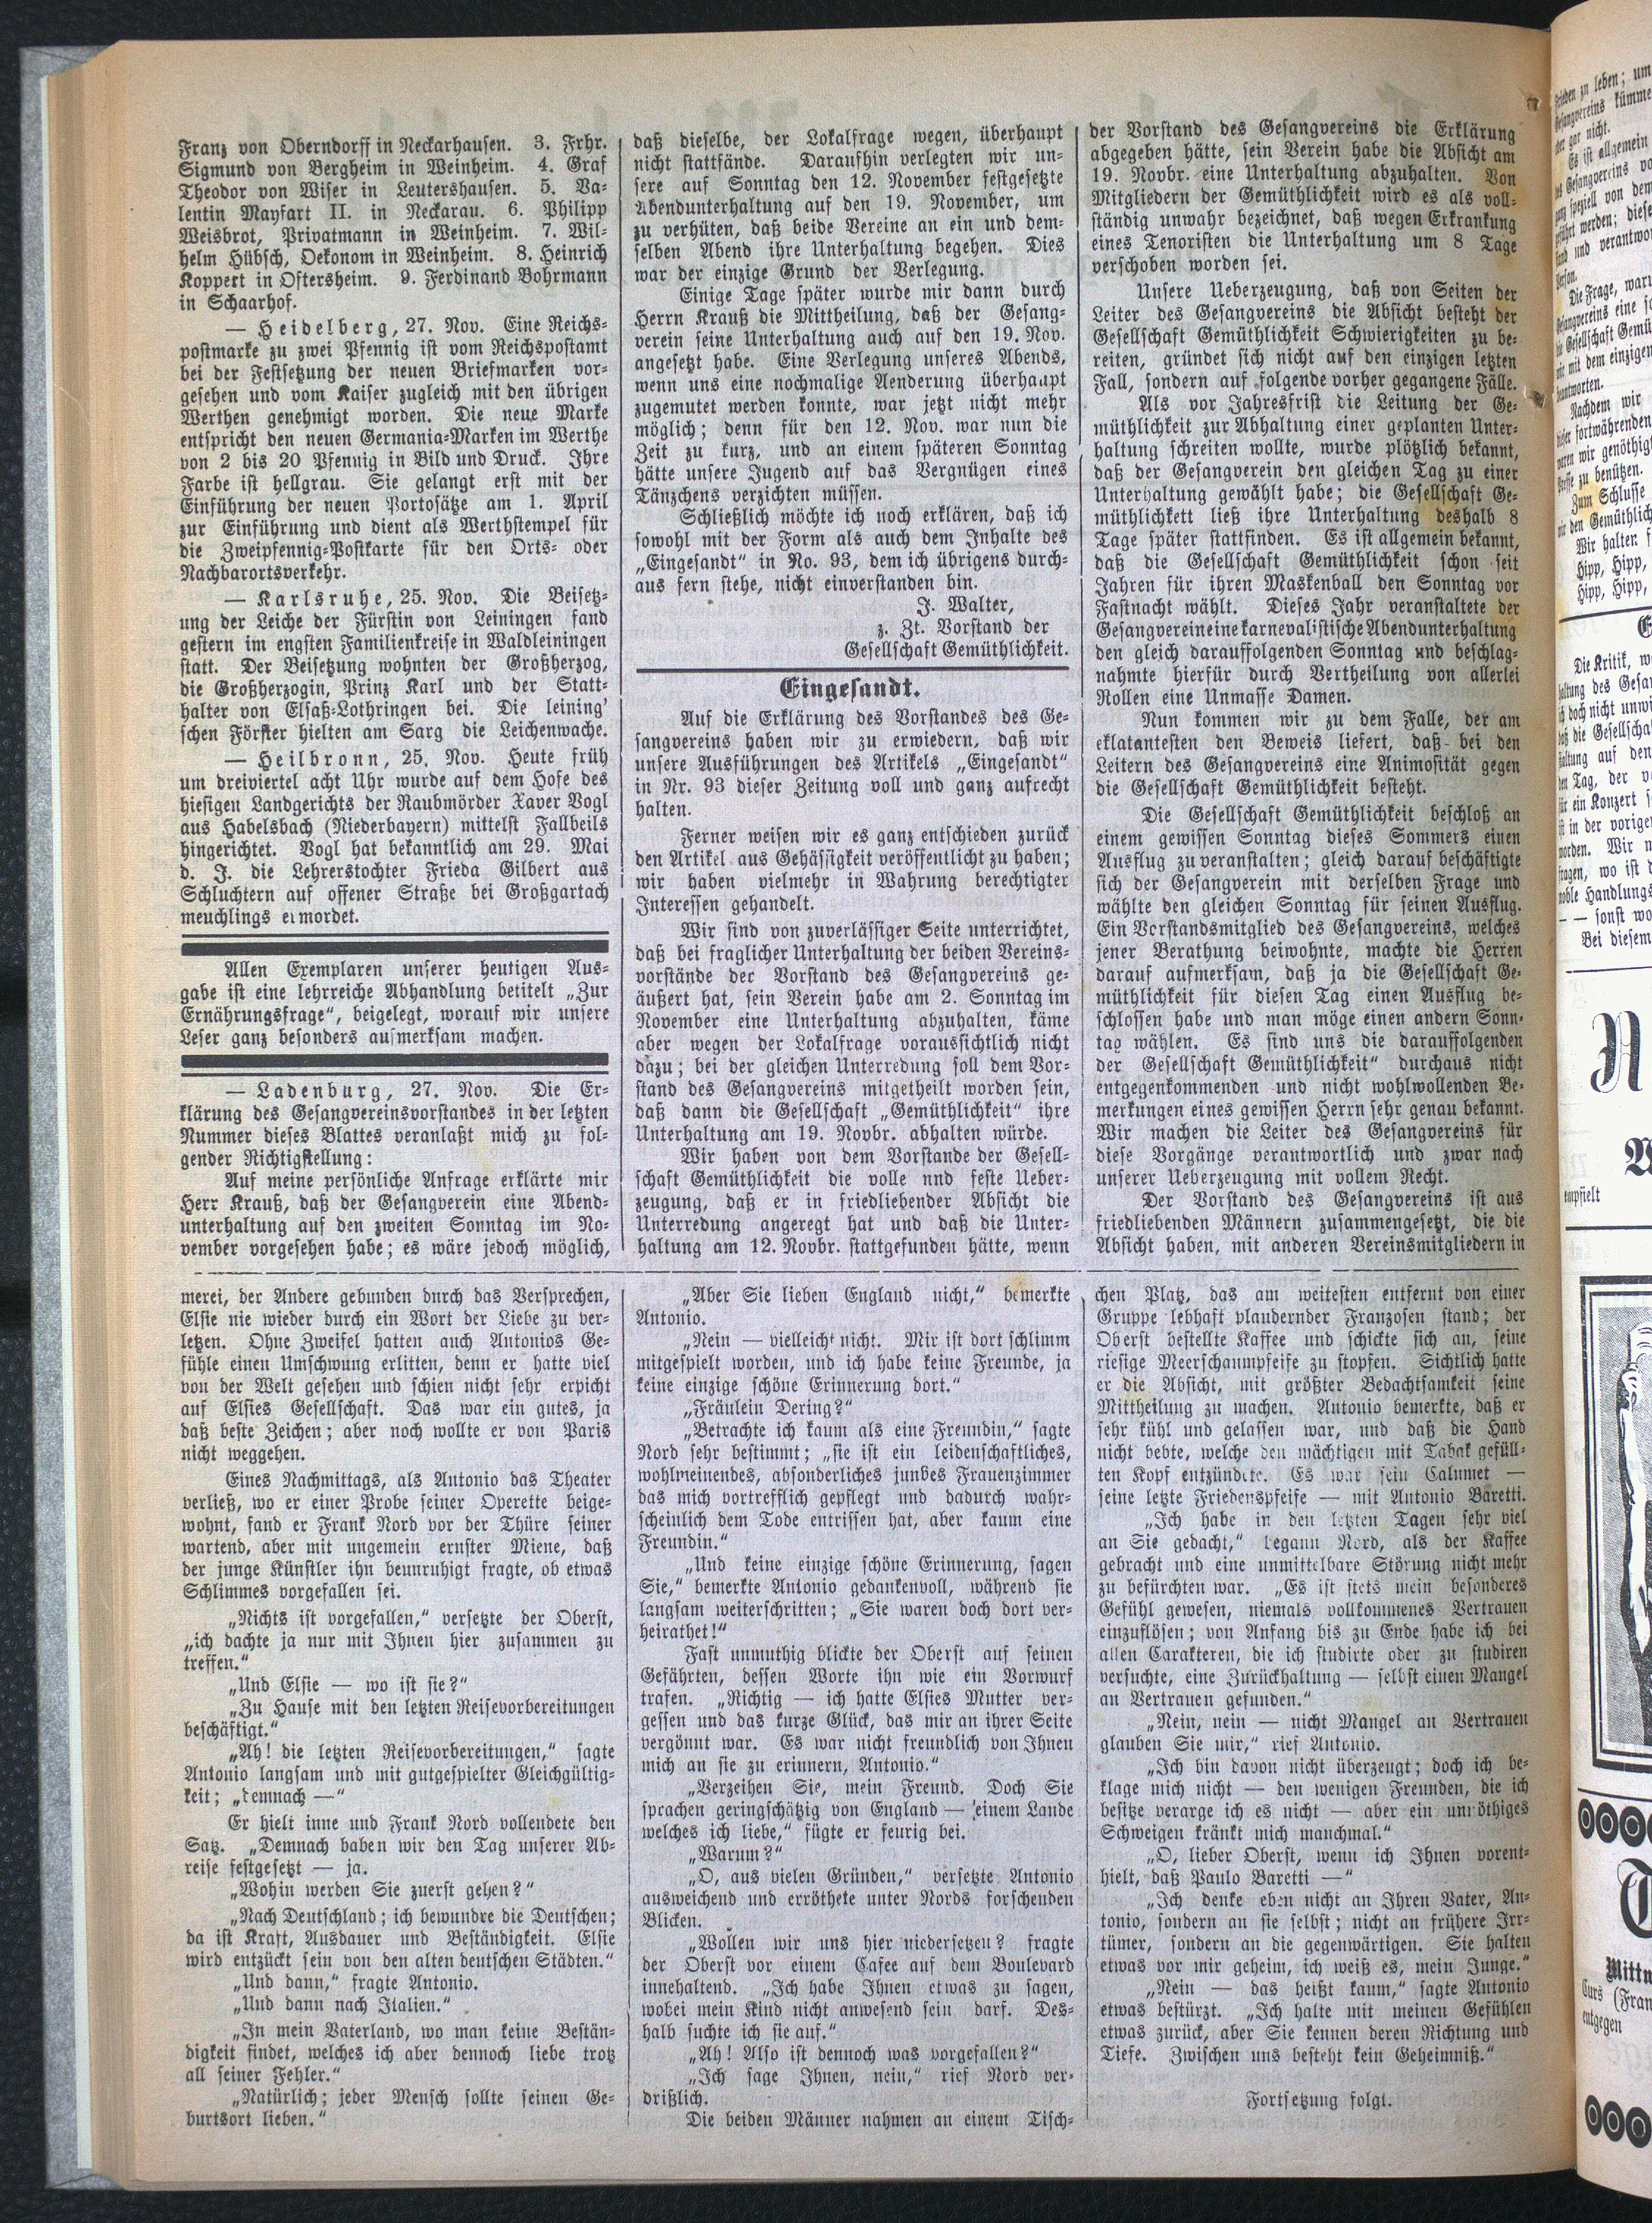 Franz von Oberndorff in Neckarhausen. 3. Frhr.
Sigmund von Bergheim in Weinheim. 4. Graf
Theodor von Wiser in Leutershausen. 5. Va-
lentin Mayfart II. in Neckarau. 6. Philipp
Weisbrot, Privatmann in Weinheim. 7. Wil-
helm Hübsch, Oekonom in Weinheim. 8. Heinrich
Koppert in Oftersheim. 9. Ferdinand Bohrmann
in Schaarhof.
— Heidelberg, 27. Nov. Eine Reichs-
postmarke zu zwei Pfennig ist vom Reichspostamt
bei der Festsetzung der neuen Briefmarken vor-
gesehen und vom Kaiser zugleich mit den übrigen
Werthen genehmigt worden. Die neue Marke
entspricht den neuen Germania-Marken im Werthe
von 2 bis 20 Pfennig in Bild und Druck. Ihre
Farbe ist hellgrau. Sie gelangt erst mit der
Einführung der neuen Portosätze am 1. April
zur Einführung und dient als Werthstempel für
die Zweipfennig-Postkarte für den Orts- oder
Nachbarortsverkehr.
— Karlsruhe, 25. Nov. Die Beisetz-
ung der Leiche der Fürstin von Leiningen fand
gestern im engsten Familienkreise in Waldleiningen
statt. Der Beisetzung wohnten der Großherzog,
die Großherzogin, Prinz Karl und der Statt-
halter von Elsaß-Lothringen bei. Die leining'
schen Förster hielten am Sarg die Leichenwache.
— Heilbronn, 25. Nov. Heute früh
um dreiviertel acht Uhr wurde auf dem Hofe des
hiesigen Landgerichts der Raubmörder Xaver Vogl
aus Habelsbach (Niederbayern) mittelst Fallbeils
hingerichtet. Vogl hat bekanntlich am 29. Mai
d. J. die Lehrerstochter Frieda Gilbert aus
Schluchtern auf offener Straße bei Großgartach
meuchlings ermordet.
Allen Exemplaren unserer heutigen Aus-
gabe ist eine lehrreiche Abhandlung betitelt „Zur
Ernährungsfrage“, beigelegt, worauf wir unsere
Leser ganz besonders aufmerksam machen.
— Ladenburg, 27. Nov. Die Er-
klärung des Gesangvereinsvorstandes in der letzten
Nummer dieses Blattes veranlaßt mich zu fol-
gender Richtigstellung:
Auf meine persönliche Anfrage erklärte mir
Herr Krauß, daß der Gesangverein eine Abend-
unterhaltung auf den zweiten Sonntag im No-
vember vorgesehen habe; es wäre jedoch möglich,
daß dieselbe, der Lokalfrage wegen, überhaupt
nicht stattfände. Daraufhin verlegten wir un-
sere auf Sonntag den 12. November festgesetzte
Abendunterhaltung auf den 19. November, um
zu verhüten, daß beide Vereine an ein und dem-
selben Abend ihre Unterhaltung begehen. Dies
war der einzige Grund der Verlegung.
Einige Tage später wurde mir dann durch
Herrn Krauß die Mittheilung, daß der Gesang-
verein seine Unterhaltung auch auf den 19. Nov.
angesetzt habe. Eine Verlegung unseres Abends,
wenn uns eine nochmalige Aenderung überhaupt
zugemutet werden konnte, war jetzt nicht mehr
möglich; denn für den 12. Nov. war nun die
Zeit zu kurz, und an einem späteren Sonntag
hätte unsere Jugend auf das Vergnügen eines
Tänzchens verzichten müssen.
Schließlich möchte ich noch erklären, daß ich
sowohl mit der Form als auch dem Inhalte des
„Eingesandt“ in No. 93, dem ich übrigens durch-
aus fern stehe, nicht einverstanden bin.
J. Walter,
z. Zt. Vorstand der
Gesellschaft Gemüthlichkeit.
Eingesandt.
Auf die Erklärung des Vorstandes des Ge-
sangvereins haben wir zu erwiedern, daß wir
unsere Ausführungen des Artikels „Eingesandt“
in Nr. 93 dieser Zeitung voll und ganz aufrecht
halten.
Ferner weisen wir es ganz entschieden zurück
den Artikel aus Gehässigkeit veröffentlicht zu haben;
wir haben vielmehr in Wahrung berechtigter
Interessen gehandelt.
Wir sind von zuverlässiger Seite unterrichtet,
daß bei fraglicher Unterhaltung der beiden Vereins-
vorstände der Vorstand des Gesangvereins ge-
äußert hat, sein Verein habe am 2. Sonntag im
November eine Unterhaltung abzuhalten, käme
aber wegen der Lokalfrage voraussichtlich nicht
dazu; bei der gleichen Unterredung soll dem Vor-
stand des Gesangvereins mitgetheilt worden sein,
daß dann die Gesellschaft „Gemüthlichkeit“ ihre
Unterhaltung am 19. Novbr. abhalten würde.
Wir haben von dem Vorstande der Gesell-
schaft Gemüthlichkeit die volle nnd feste Ueber-
zeugung, daß er in friedliebender Absicht die
Unterredung angeregt hat und daß die Unter-
haltung am 12. Novbr. stattgefunden hätte, wenn
der Vorstand des Gesangvereins die Erklärung
abgegeben hätte, sein Verein habe die Absicht am
19. Novbr. eine Unterhaltung abzuhalten. Von
Mitgliedern der Gemüthlichkeit wird es als voll-
ständig unwahr bezeichnet, daß wegen Erkrankung
eines Tenoristen die Unterhaltung um 8 Tage
verschoben worden sei.
Unsere Ueberzeugung, daß von Seiten der
Leiter des Gesangvereins die Absicht besteht der
Gesellschaft Gemüthlichkeit Schwierigkeiten zu be-
reiten, gründet sich nicht auf den einzigen letzten
Fall, sondern auf folgende vorher gegangene Fälle.
Als vor Jahresfrist die Leitung der Ge-
müthlichkeit zur Abhaltung einer geplanten Unter-
haltung schreiten wollte, wurde plötzlich bekannt,
daß der Gesangverein den gleichen Tag zu einer
Unterhaltung gewählt habe; die Gesellschaft Ge-
müthlichkett ließ ihre Unterhaltung deshalb 8
Tage später stattfinden. Es ist allgemein bekannt,
daß die Gesellschaft Gemüthlichkeit schon seit
Jahren für ihren Maskenball den Sonntag vor
Fastnacht wählt. Dieses Jahr veranstaltete der
Gesangverein eine karnevalistische Abendunterhaltung
den gleich darauffolgenden Sonntag und beschlag-
nahmte hierfür durch Vertheilung von allerlei
Rollen eine Unmasse Damen.
Nun kommen wir zu dem Falle, der am
eklatantesten den Beweis liefert, daß bei den
Leitern des Gesangvereins eine Animosität gegen
die Gesellschaft Gemüthlichkeit besteht.
Die Gesellschaft Gemüthlichkeit beschloß an
einem gewissen Sonntag dieses Sommers einen
Ausflug zu veranstalten; gleich darauf beschäftigte
sich der Gesangverein mit derselben Frage und
wählte den gleichen Sonntag für seinen Ausflug.
Ein Vorstandsmitglied des Gesangvereins, welches
jener Berathung beiwohnte, machte die Herren
darauf aufmerksam, daß ja die Gesellschaft Ge-
müthlichkeit für diesen Tag einen Ausflug be-
schlossen habe und man möge einen andern Sonn-
tag wählen. Es sind uns die darauffolgenden
der Gesellschaft Gemüthlichkeit“ durchaus nicht
entgegenkommenden und nicht wohlwollenden Be-
merkungen eines gewissen Herrn sehr genau bekannt.
Wir machen die Leiter des Gesangvereins für
diese Vorgänge verantwortlich und zwar nach
unserer Ueberzeugung mit vollem Recht.
Der Vorstand des Gesangvereins ist aus
friedliebenden Männern zusammengesetzt, die die
Absicht haben, mit anderen Vereinsmitgliedern in
merei, der Andere gebunden durch das Versprechen,
Elsie nie wieder durch ein Wort der Liebe zu ver-
letzen. Ohne Zweifel hatten auch Antonios Ge-
fühle einen Umschwung erlitten, denn er hatte viel
von der Welt gesehen und schien nicht sehr erpicht
auf Elsies Gesellschaft. Das war ein gutes, ja
daß beste Zeichen; aber noch wollte er von Paris
nicht weggehen.
Eines Nachmittags, als Antonio das Theater
verließ, wo er einer Probe seiner Operette beige-
wohnt, fand er Frank Nord vor der Thüre seiner
wartend, aber mit ungemein ernster Miene, daß
der junge Künstler ihn beunruhigt fragte, ob etwas
Schlimmes vorgefallen sei.
„Nichts ist vorgefallen,“ versetzte der Oberst,
„ich dachte ja nur mit Ihnen hier zusammen zu
treffen.“
„Und Elsie — wo ist sie?“
„Zu Hause mit den letzten Reisevorbereitungen
beschäftigt.“
„Ah! die letzten Reisevorbereitungen,“ sagte
Antonio langsam und mit gutgespielter Gleichgültig-
keit; „demnach —“
Er hielt inne und Frank Nord vollendete den
Satz. „Demnach haben wir den Tag unserer Ab-
reise festgesetzt — ja.
„Wohin werden Sie zuerst gehen?“
„Nach Deutschland; ich bewundre die Deutschen;
da ist Kraft, Ausdauer und Beständigkeit. Elsie
wird entzückt sein von den alten deutschen Städten.“
„Und dann,“ fragte Antonio.
„Und dann nach Italien.“
„In mein Vaterland, wo man keine Bestän-
digkeit findet, welches ich aber dennoch liebe trotz
all seiner Fehler.“
„Natürlich; jeder Mensch sollte seinen Ge-
burtsort lieben.“
„Aber Sie lieben England nicht,“ bemerkte
Antonio.
„Nein — vielleicht nicht. Mir ist dort schlimm
mitgespielt worden, und ich habe keine Freunde, ja
keine einzige schöne Erinnerung dort.“
„Fräulein Dering?“
„Betrachte ich kaum als eine Freundin,“ sagte
Nord sehr bestimmt; „sie ist ein leidenschaftliches,
wohlmeinendes, absonderliches junbes Frauenzimmer
das mich vortrefflich gepflegt und dadurch wahr-
scheinlich dem Tode entrissen hat, aber kaum eine
Freundin.“
„Und keine einzige schöne Erinnerung, sagen
Sie,“ bemerkte Antonio gedankenvoll, während sie
langsam weiterschritten; „Sie waren doch dort ver-
heirathet!“
Fast unmuthig blickte der Oberst auf seinen
Gefährten, dessen Worte ihn wie ein Vorwurf
trafen. „Richtig — ich hatte Elsies Mutter ver-
gessen und das kurze Glück, das mir an ihrer Seite
vergönnt war. Es war nicht freundlich von Ihnen
mich an sie zu erinnern, Antonio.“
„Verzeihen Sie, mein Freund. Doch Sie
sprachen geringschätzig von England — einem Lande
welches ich liebe,“ fügte er feurig bei.
„Warum?“
„O, aus vielen Gründen,“ versetzte Antonio
ausweichend und erröthete unter Nords forschenden
Blicken.
„Wollen wir uns hier niedersetzen? fragte
der Oberst vor einem Cafee auf dem Boulevard
innehaltend. „Ich habe Ihnen etwas zu sagen,
wobei mein Kind nicht anwesend sein darf. Des-
halb suchte ich sie auf.“
„Ah! Also ist dennoch was vorgefallen?“
„Ich sage Ihnen, nein,“ rief Nord ver-
drißlich.
Die beiden Männer nahmen an einem Tisch-
chen Platz, das am weitesten entfernt von einer
Gruppe lebhaft plaudernder Franzosen stand; der
Oberst bestellte Kaffee und schickte sich an, seine
riesige Meerschaumpfeife zu stopfen. Sichtlich hatte
er die Absicht, mit größter Bedachtsamkeit seine
Mittheilung zu machen. Antonio bemerkte, daß er
sehr kühl und gelassen war, und daß die Hand
nicht bebte, welche den mächtigen mit Tabak gefüll-
ten Kopf entzündete. Es war sein Calumet —
seine letzte Friedenspfeife — mit Antonio Baretti.
„Ich habe in den letzten Tagen sehr viel
an Sie gedacht,“ begann Nord, als der Kaffee
gebracht und eine unmittelbare Störung nicht mehr
zu befürchten war. „Es ist stets mein besonderes
Gefühl gewesen, niemals vollkommenes Vertrauen
einzuflösen; von Anfang bis zu Ende habe ich bei
allen Carakteren, die ich studirte oder zu studiren
versuchte, eine Zurückhaltung — selbst einen Mangel
an Vertrauen gefunden.“
„Nein, nein — nicht Mangel an Vertrauen
glauben Sie mir,“ rief Antonio.
„Ich bin davon nicht überzeugt; doch ich be-
klage mich nicht — den wenigen Freunden, die ich
besitze verarge ich es nicht — aber ein unnöthiges
Schweigen kränkt mich manchmal.“
„O, lieber Oberst, wenn ich Ihnen vorent-
hielt, daß Paulo Baretti —“
„Ich denke eben nicht an Ihren Vater, An-
tonio, sondern an sie selbst; nicht an frühere Irr-
tümer, sondern an die gegenwärtigen. Sie halten
etwas vor mir geheim, ich weiß es, mein Junge.“
„Nein — das heißt kaum,“ sagte Antonio
etwas bestürzt. „Ich halte mit meinen Gefühlen
etwas zurück, aber Sie kennen deren Richtung und
Tiefe. Zwischen uns besteht kein Geheimniß.“
Fortsetzung folgt.